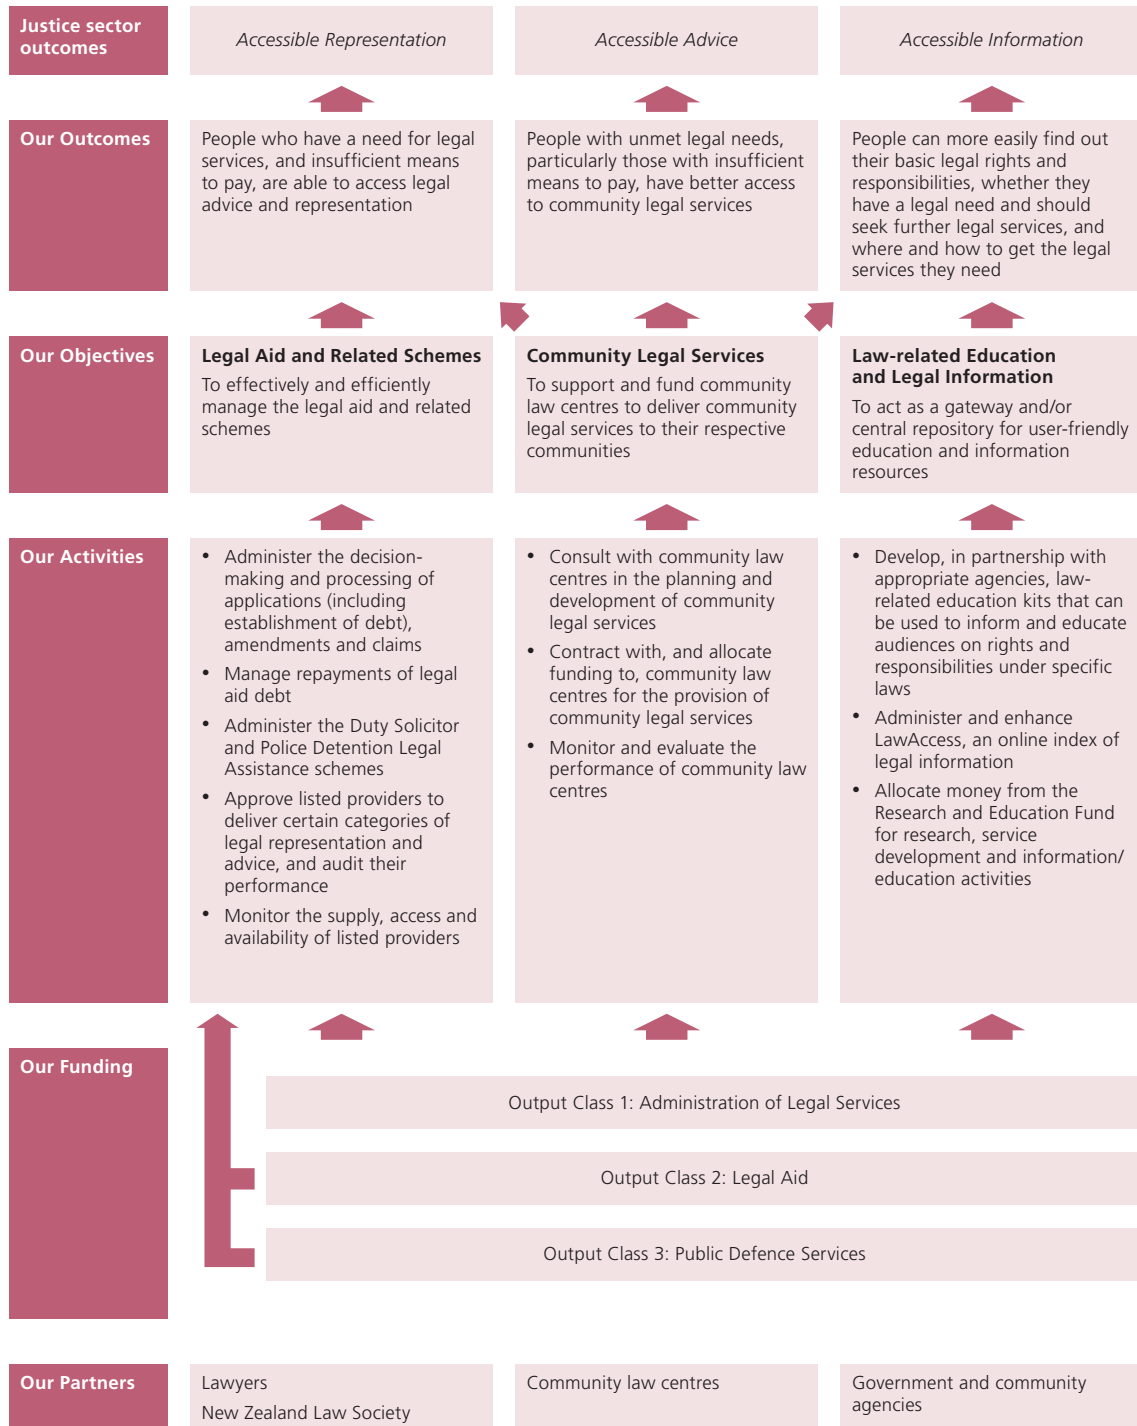 Justice sector
outcomes
Accessible Representation
Accessible Advice
Accessible Information
Our Outcomes
People who have a need for legal
services, and insufficient means
to pay, are able to access legal
advice and representation
People with unmet legal needs,
particularly those with insufficient
means to pay, have better access
to community legal services
People can more easily find out
their basic legal rights and
responsibilities, whether they
have a legal need and should
seek further legal services, and
where and how to get the legal
services they need
Our Objectives
Legal Aid and Related Schemes
To effectively and efficiently
manage the legal aid and related
schemes
Community Legal Services
To support and fund community
law centres to deliver community
legal services to their respective
communities
Law-related Education
and Legal Information
To act as a gateway and/or
central repository for user-friendly
education and information
resources
Our Activities
• Administer the decision-
making and processing of
applications (including
establishment of debt),
amendments and claims
• Manage repayments of legal
aid debt
• Administer the Duty Solicitor
and Police Detention Legal
Assistance schemes
• Approve listed providers to
deliver certain categories of
legal representation and
advice, and audit their
performance
• Monitor the supply, access and
availability of listed providers
• Consult with community law
centres in the planning and
development of community
legal services
• Contract with, and allocate
funding to, community law
centres for the provision of
community legal services
• Monitor and evaluate the
performance of community law
centres
• Develop, in partnership with
appropriate agencies, law-
related education kits that can
be used to inform and educate
audiences on rights and
responsibilities under specific
laws
• Administer and enhance
LawAccess, an online index of
legal information
• Allocate money from the
Research and Education Fund
for research, service
development and information/
education activities
Our Funding
Output Class 1: Administration of Legal Services
Output Class 2: Legal Aid
Output Class 3: Public Defence Services
Our Partners
Lawyers
New Zealand Law Society
Community law centres
Government and community
agencies